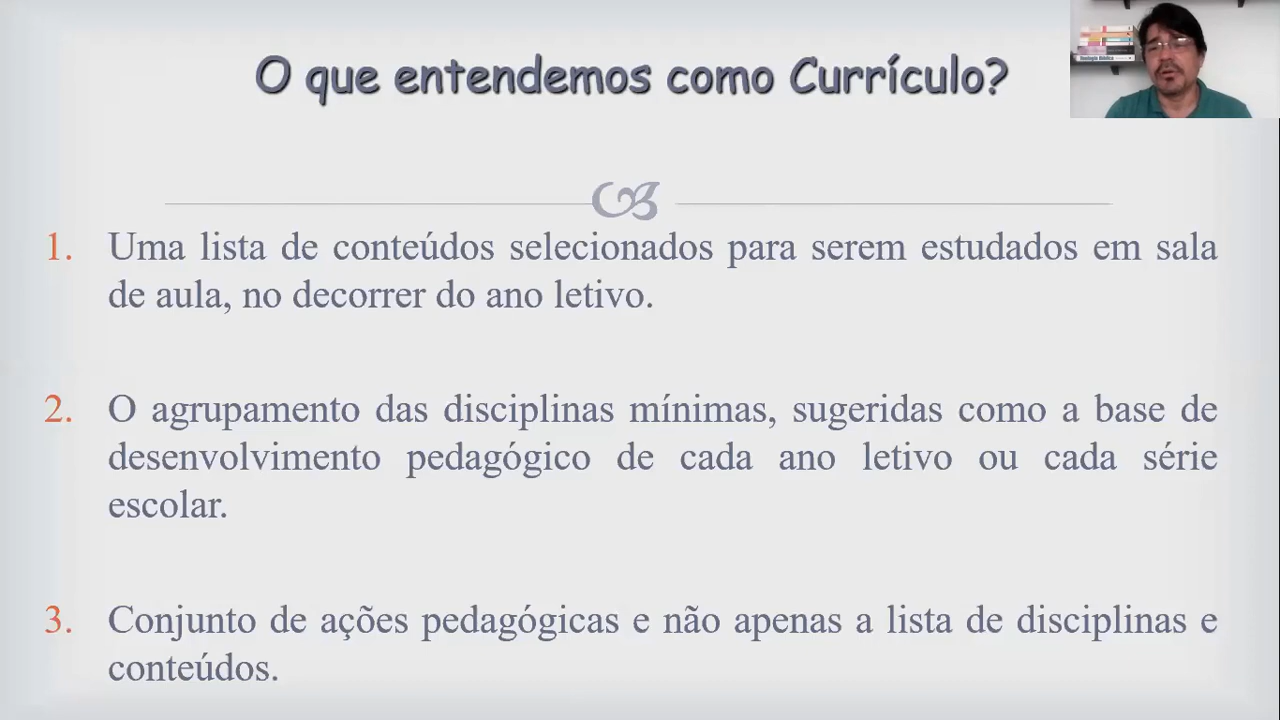 O que entendemos como Currículo?
1. Uma lista de conteúdos selecionados para serem estudados em sala
de aula, no decorrer do ano letivo.
2. O agrupamento das disciplinas mínimas, sugeridas como a base de
desenvolvimento pedagógico de cada ano letivo ou cada série
escolar.
3. Conjunto de ações pedagógicas e não apenas a lista de disciplinas e
conteúdos.